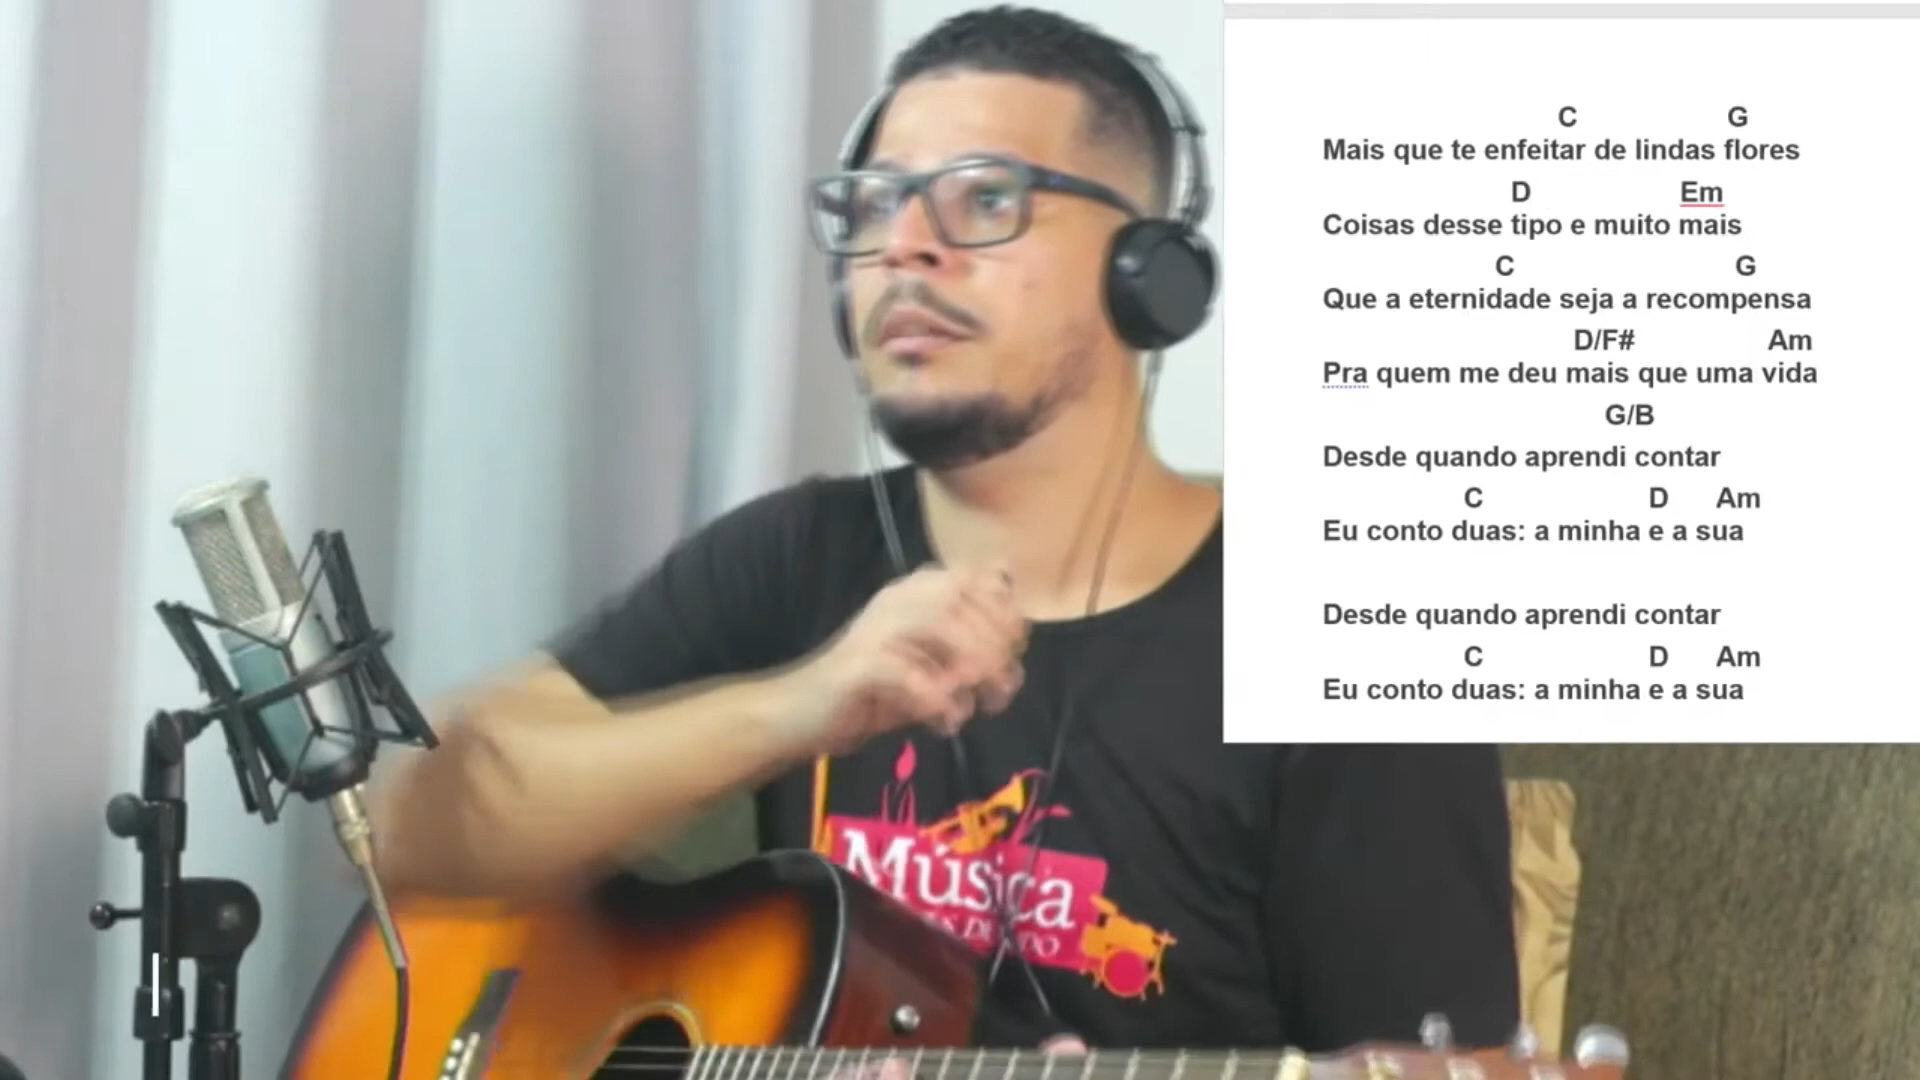 C G
Mais que te enfeitar de lindas flores
D Em
Coisas desse tipo e muito mais
C G
Que a eternidade seja a recompensa
D/F# Am
Pra quem me deu mais que uma vida
G/B
Desde quando aprendi contar
C D Am
Eu conto duas: a minha e a sua
Desde quando aprendi contar
C D Am
Eu conto duas: a minha e a sua
Música